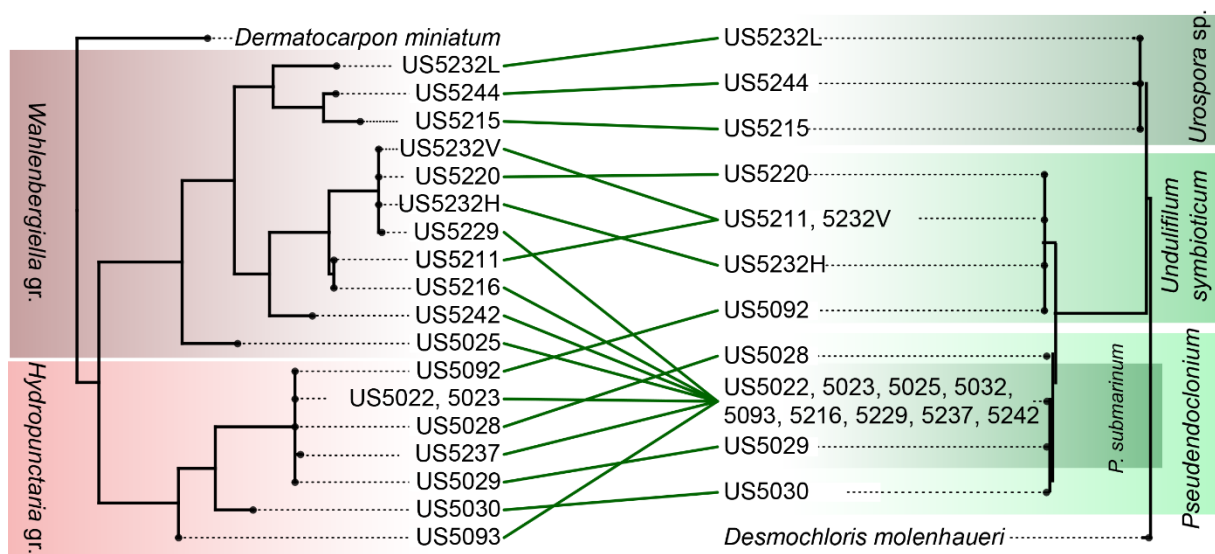 Dermatocarpon miniatum
US5232L
US5244
US5215
US5232V
US5220
US5232H
US5229
US5211
US5216
US5242
US5025
US5092
US5022, 5023
US5028
US5237
US5029
US5030
US5093
Wahlenbergiella gr.
Hydropunctaria gr.
US5232L
US5244
US5215
US5220
US5211, 5232V
US5232H
US5092
US5028
US5022, 5023, 5025, 5032,
5093, 5216, 5229, 5237, 5242
US5029
US5030
Desmochloris molenhaueri
Urospora sp.
Undulifilum
symbioticum
P. submarinum
Pseudendoclonium